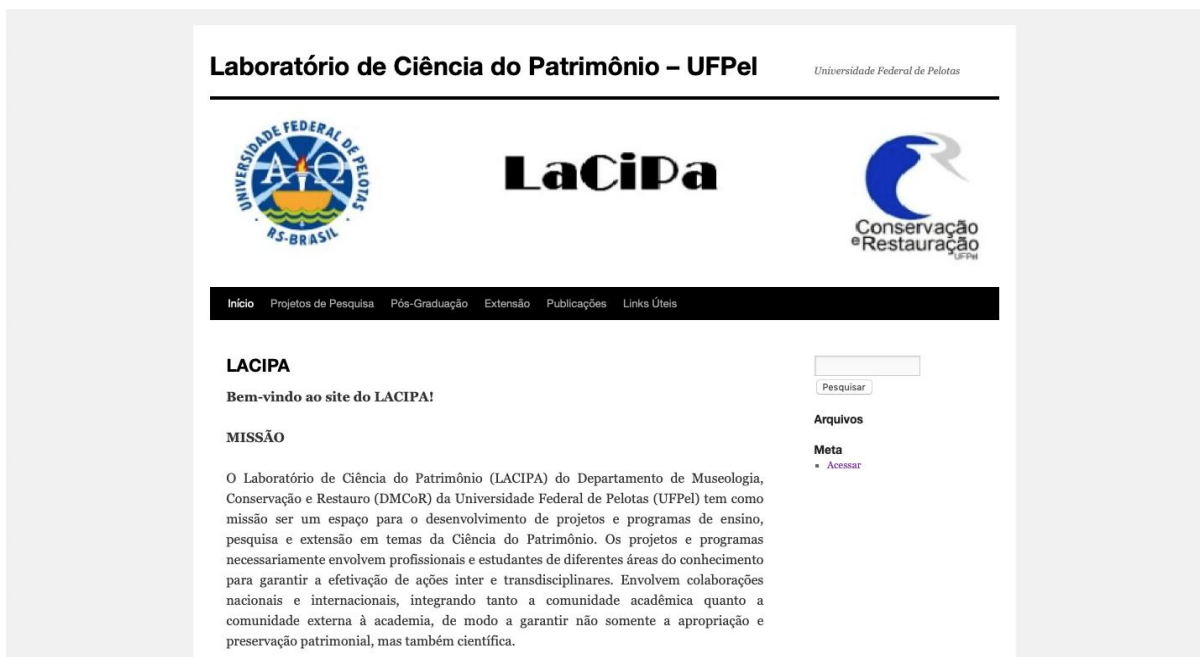 Laboratório de Ciência do Patrimônio – UFPel
Universidade Federal de Pelotas
UNIVERSIDADE FEDERAL DE PELOTAS
ΑΩ
RS-BRASIL
LaCiPa
Conservação
e Restauração
UFPel
Início Projetos de Pesquisa Pós-Graduação Extensão Publicações Links Úteis
LACIPA
Bem-vindo ao site do LACIPA!
MISSÃO
O Laboratório de Ciência do Patrimônio (LACIPA) do Departamento de Museologia,
Conservação e Restauro (DMCoR) da Universidade Federal de Pelotas (UFPel) tem como
missão ser um espaço para o desenvolvimento de projetos e programas de ensino,
pesquisa e extensão em temas da Ciência do Patrimônio. Os projetos e programas
necessariamente envolvem profissionais e estudantes de diferentes áreas do conhecimento
para garantir a efetivação de ações inter e transdisciplinares. Envolvem colaborações
nacionais e internacionais, integrando tanto a comunidade acadêmica quanto a
comunidade externa à academia, de modo a garantir não somente a apropriação e
preservação patrimonial, mas também científica.
Pesquisar
Arquivos
Meta
Acessar